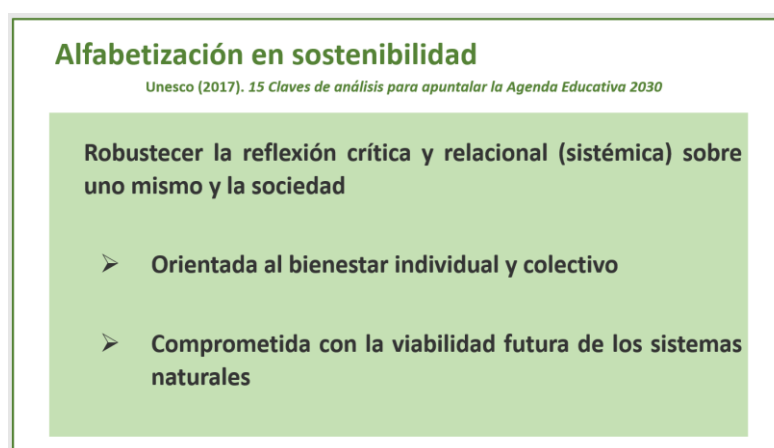 Alfabetización en sostenibilidad
Unesco (2017). 15 Claves de análisis para apuntalar la Agenda Educativa 2030
Robustecer la reflexión crítica y relacional (sistémica) sobre
uno mismo y la sociedad
➤ Orientada al bienestar individual y colectivo
➤ Comprometida con la viabilidad futura de los sistemas
naturales